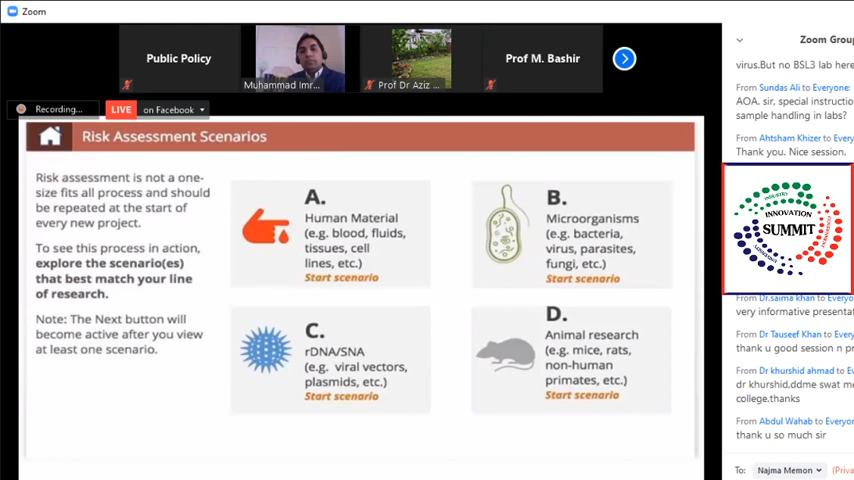 Zoom
Public Policy
Muhammad Imr...
Prof Dr Aziz ...
Prof M. Bashir
Recording...
LIVE on Facebook
Risk Assessment Scenarios
Risk assessment is not a one-
size fits all process and should
be repeated at the start of
every new project.
To see this process in action,
explore the scenario(es)
that best match your line
of research.
Note: The Next button will
become active after you view
at least one scenario.
A.
Human Material
(e.g. blood, fluids,
tissues, cell
lines, etc.)
Start scenario
B.
Microorganisms
(e.g. bacteria,
virus, parasites,
fungi, etc.)
Start scenario
C.
rDNA/SNA
(e.g. viral vectors,
plasmids, etc.)
Start scenario
D.
Animal research
(e.g. mice, rats,
non-human
primates, etc.)
Start scenario
Zoom Group
virus.But no BSL3 lab here
From Sundas Ali to Everyone:
AOA. sir, special instructio
sample handling in labs?
From Ahtsham Khizer to Everyo
Thank you. Nice session.
INDUSTRY
INNOVATION
SUMMIT
GOVERNMENT
UNIVERSITY
From Dr.saima khan to Everyon
very informative presentat
From Dr Tauseef Khan to Every
thank u good session n pr
From Dr khurshid ahmad to Ev
dr khurshid,ddme swat me
college.thanks
From Abdul Wahab to Everyon
thank u so much sir
To: Najma Memon (Priva